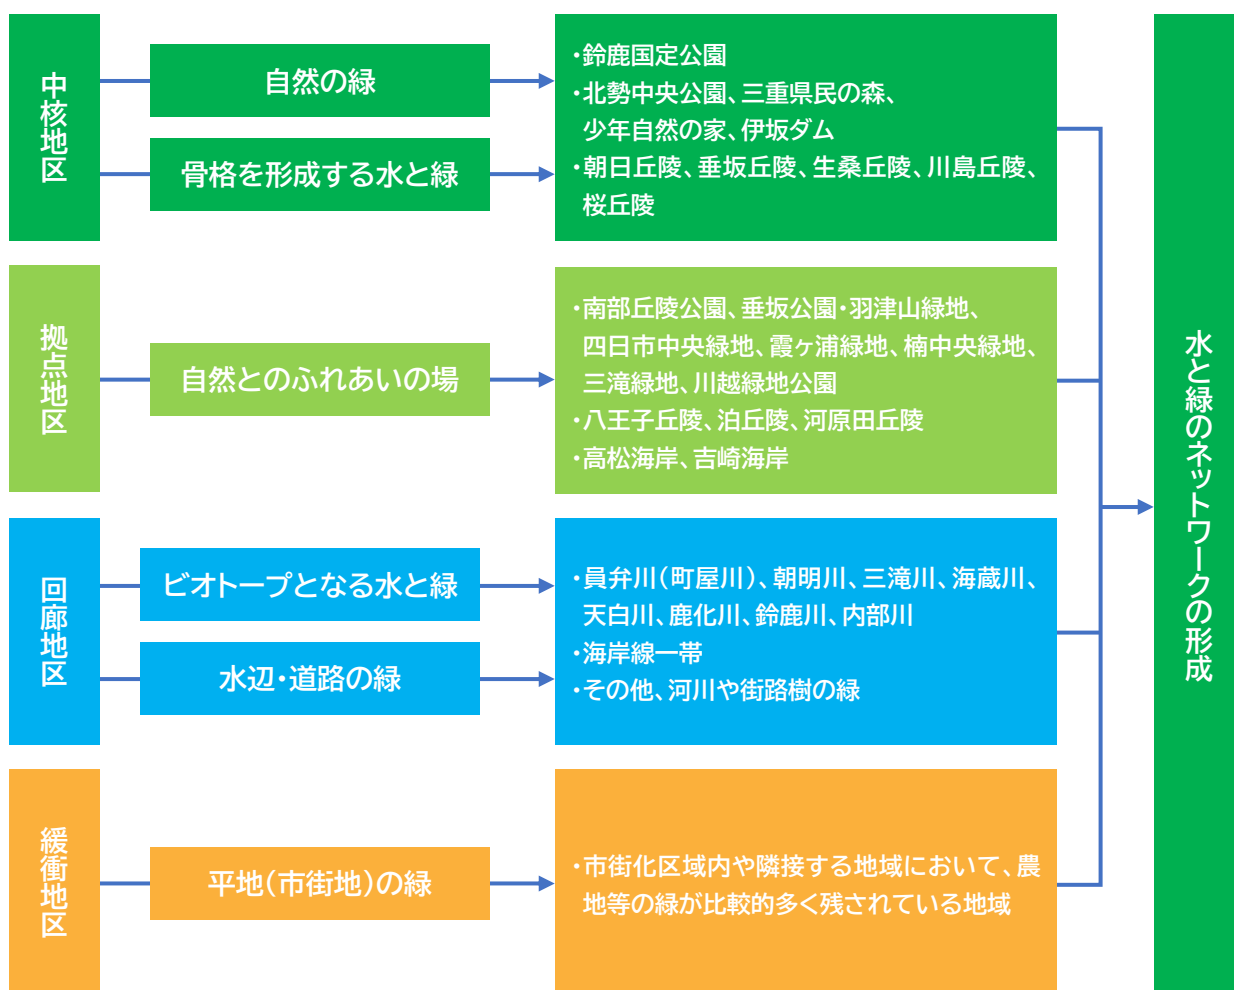 中核地区
自然の緑
骨格を形成する水と緑
・鈴鹿国定公園
・北勢中央公園、三重県民の森、
少年自然の家、伊坂ダム
・朝日丘陵、垂坂丘陵、生桑丘陵、川島丘陵、
桜丘陵
拠点地区
自然とのふれあいの場
・南部丘陵公園、垂坂公園・羽津山緑地、
四日市中央緑地、霞ヶ浦緑地、楠中央緑地、
三滝緑地、川越緑地公園
・八王子丘陵、泊丘陵、河原田丘陵
・高松海岸、吉崎海岸
回廊地区
ビオトープとなる水と緑
水辺・道路の緑
・員弁川（町屋川）、朝明川、三滝川、海蔵川、
天白川、鹿化川、鈴鹿川、内部川
・海岸線一帯
・その他、河川や街路樹の緑
緩衝地区
平地（市街地）の緑
・市街化区域内や隣接する地域において、農
地等の緑が比較的多く残されている地域
水と緑のネットワークの形成